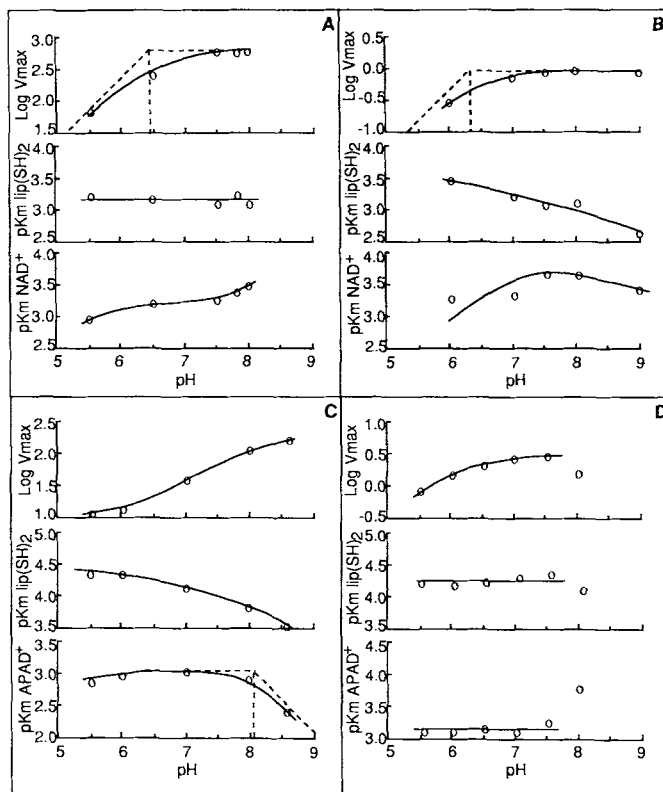 A
Log Vmax
3.0
2.5
2.0
1.5
pKm lip(SH)2
4.0
3.5
3.0
2.5
pKm NAD+
4.0
3.5
3.0
2.5
5 6 7 8 9
pH
B
Log Vmax
0.5
0.0
-0.5
-1.0
pKm lip(SH)2
4.0
3.5
3.0
2.5
pKm NAD+
4.0
3.5
3.0
2.5
5 6 7 8 9
pH
C
Log Vmax
2.5
2.0
1.5
1.0
pKm lip(SH)2
5.0
4.5
4.0
3.5
pKm APAD+
3.5
3.0
2.5
2.0
5 6 7 8 9
pH
D
Log Vmax
1.0
0.5
0.0
-0.5
pKm lip(SH)2
5.0
4.5
4.0
3.5
pKm APAD+
4.5
4.0
3.5
3.0
5 6 7 8 9
pH